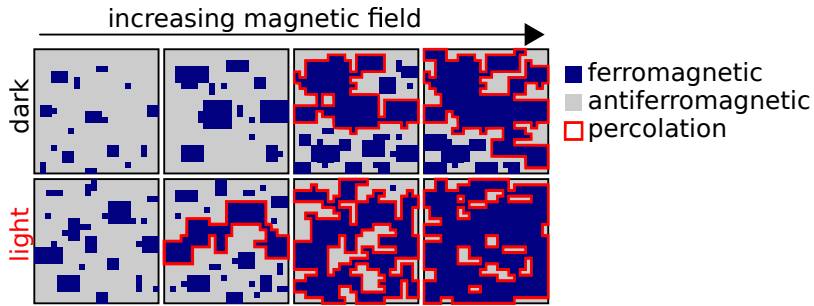 increasing magnetic field
dark
light
ferromagnetic
antiferromagnetic
percolation